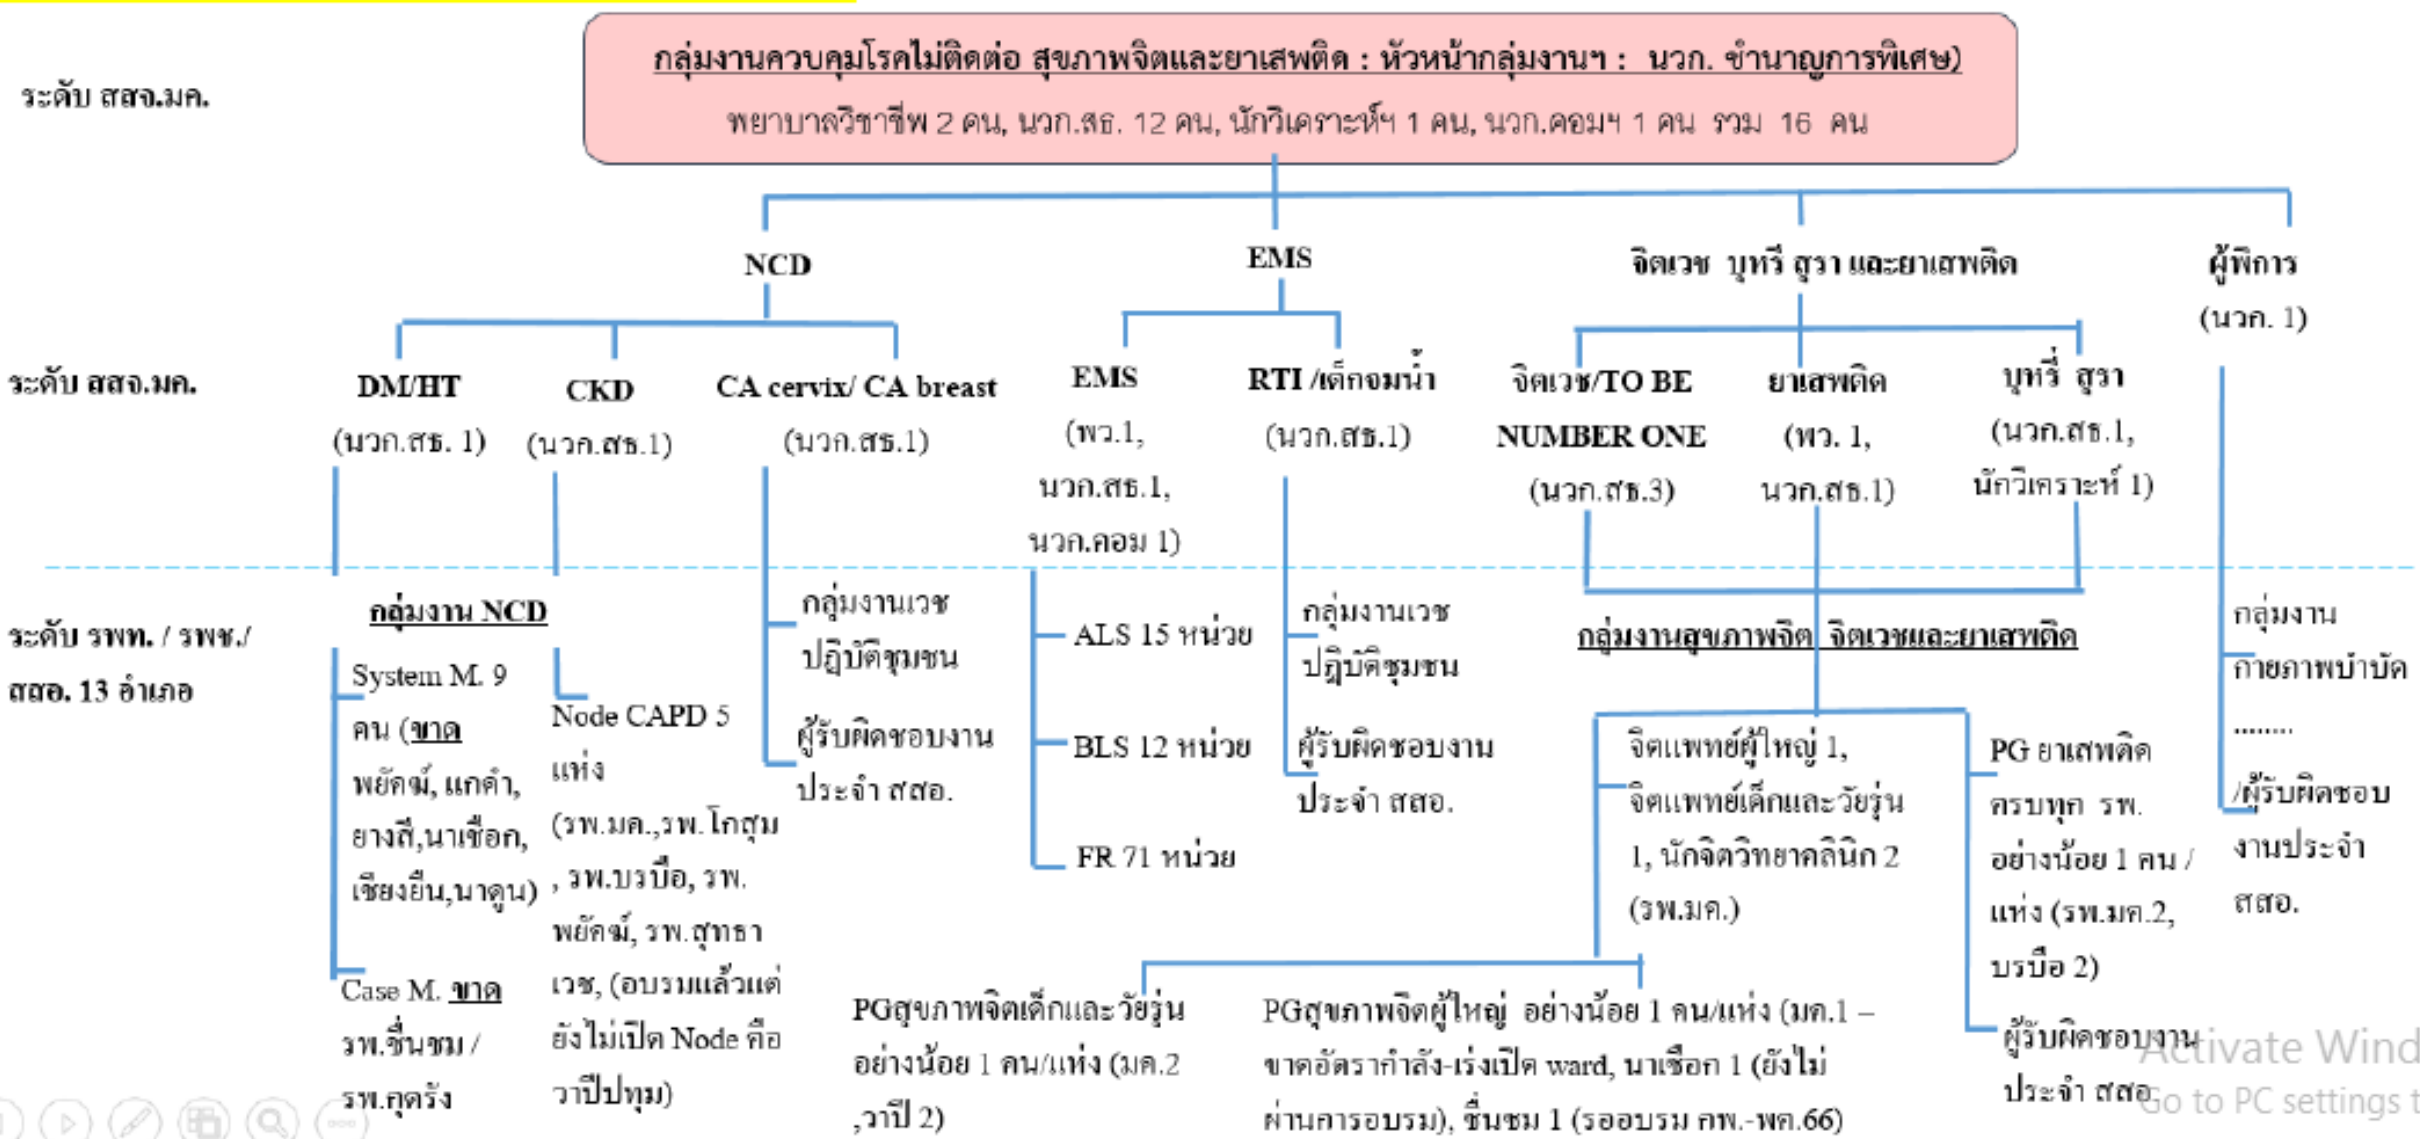 กลุ่มงานควบคุมโรคไม่ติดต่อ สุขภาพจิตและยาเสพติด : หัวหน้ากลุ่มงานฯ : นวก. ชำนาญการพิเศษ)
พยาบาลวิชาชีพ 2 คน, นวก.สธ. 12 คน, นักวิเคราะห์ฯ 1 คน, นวก.คอมฯ 1 คน รวม 16 คน
ระดับ สสจ.มค.
NCD
EMS
จิตเวช บุหรี่ สุรา และยาเสพติด
ผู้พิการ
(นวก. 1)
ระดับ สสจ.มค.
DM/HT
(นวก.สธ. 1)
CKD
(นวก.สธ.1)
CA cervix/ CA breast
(นวก.สธ.1)
EMS
(พว.1,
นวก.สธ.1,
นวก.คอม 1)
RTI /เด็กจมน้ำ
(นวก.สธ.1)
จิตเวช/TO BE
NUMBER ONE
(นวก.สธ.3)
ยาเสพติด
(พว. 1,
นวก.สธ.1)
บุหรี่ สุรา
(นวก.สธ.1,
นักวิเคราะห์ 1)
ระดับ รพท. / รพช./
สสอ. 13 อำเภอ
กลุ่มงาน NCD
System M. 9
คน (ขาด
พยัคฆ์, แกดำ,
ยางสี,นาเชือก,
เชียงยืน,นาดูน)
Case M. ขาด
รพ.ชื่นชม /
รพ.กุดรัง
Node CAPD 5
แห่ง
(รพ.มค.,รพ.โกสุม
, รพ.บรบือ, รพ.
พยัคฆ์, รพ.สุทธา
เวช, (อบรมแล้วแต่
ยังไม่เปิด Node คือ
วาปีปทุม)
กลุ่มงานเวช
ปฏิบัติชุมชน
ผู้รับผิดชอบงาน
ประจำ สสอ.
ALS 15 หน่วย
BLS 12 หน่วย
FR 71 หน่วย
กลุ่มงานเวช
ปฏิบัติชุมชน
ผู้รับผิดชอบงาน
ประจำ สสอ.
กลุ่มงานสุขภาพจิต จิตเวชและยาเสพติด
จิตแพทย์ผู้ใหญ่ 1,
จิตแพทย์เด็กและวัยรุ่น
1, นักจิตวิทยาคลินิก 2
(รพ.มค.)
PG ยาเสพติด
ครบทุก รพ.
อย่างน้อย 1 คน /
แห่ง (รพ.มค.2,
บรบือ 2)
ผู้รับผิดชอบงาน
ประจำ สสอ
PGสุขภาพจิตเด็กและวัยรุ่น
อย่างน้อย 1 คน/แห่ง (มค.2
,วาปี 2)
PGสุขภาพจิตผู้ใหญ่ อย่างน้อย 1 คน/แห่ง (มค.1 –
ขาดอัตรากำลัง-เร่งเปิด ward, นาเชือก 1 (ยังไม่
ผ่านการอบรม), ชื่นชม 1 (รออบรม กพ.-พค.66)
กลุ่มงาน
กายภาพบำบัด
........
/ผู้รับผิดชอบ
งานประจำ
สสอ.
Activate Wind
Go to PC settings t